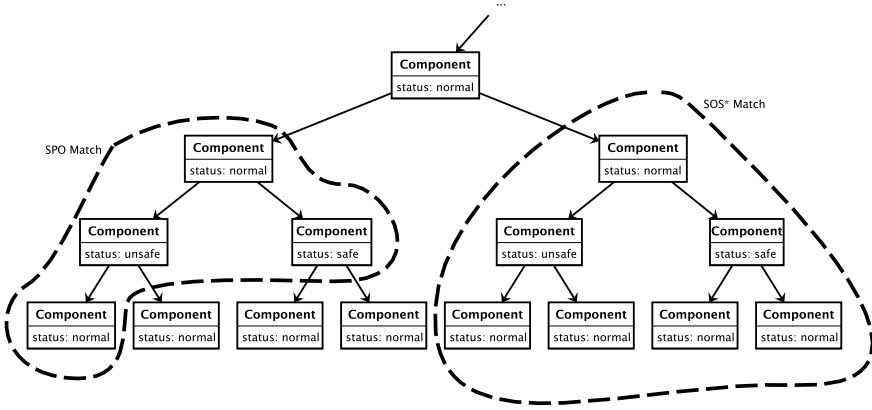 ...
Component
status: normal
SOS* Match
SPO Match
Component
status: normal
Component
status: normal
Component
status: unsafe
Component
status: safe
Component
status: unsafe
Component
status: safe
Component
status: normal
Component
status: normal
Component
status: normal
Component
status: normal
Component
status: normal
Component
status: normal
Component
status: normal
Component
status: normal